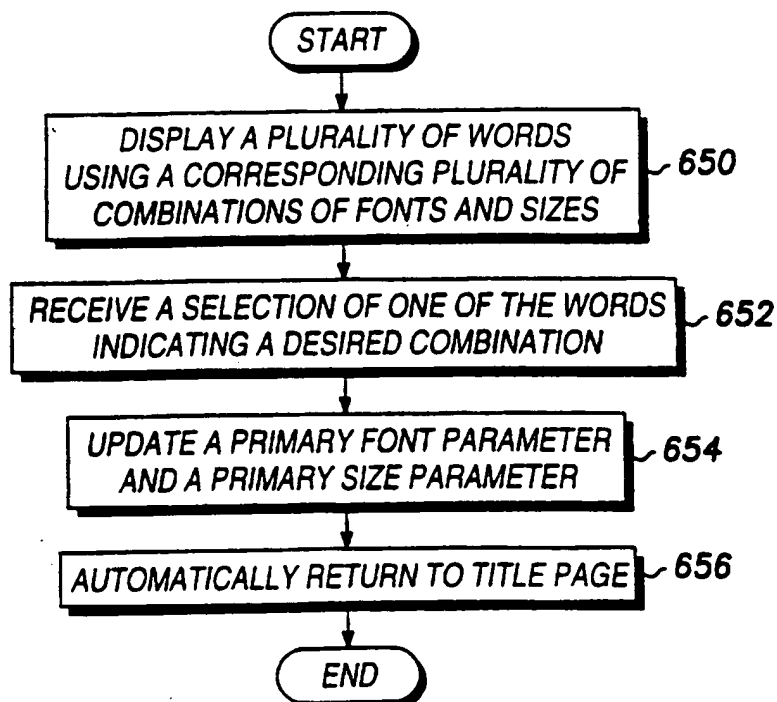 START
DISPLAY A PLURALITY OF WORDS
USING A CORRESPONDING PLURALITY OF
COMBINATIONS OF FONTS AND SIZES
650
RECEIVE A SELECTION OF ONE OF THE WORDS
INDICATING A DESIRED COMBINATION
652
UPDATE A PRIMARY FONT PARAMETER
AND A PRIMARY SIZE PARAMETER
654
AUTOMATICALLY RETURN TO TITLE PAGE
656
END